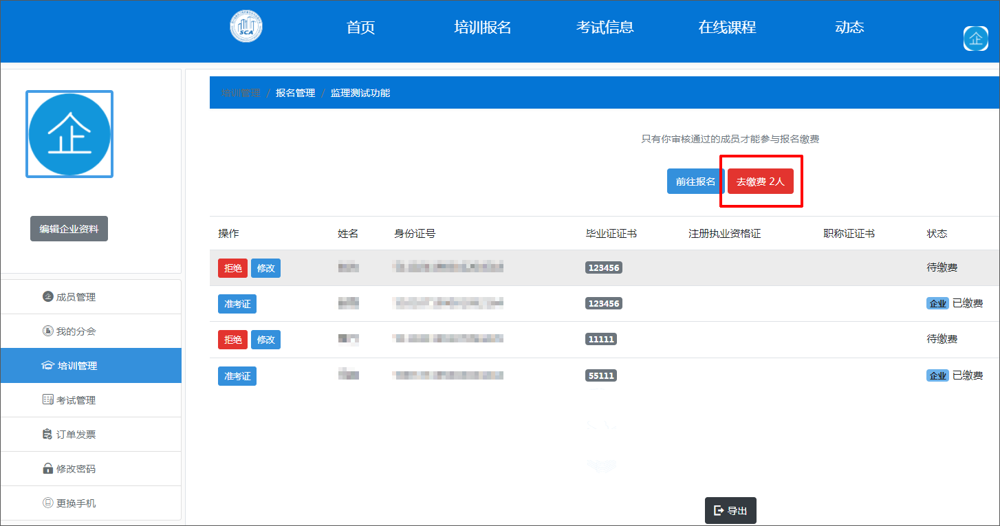 SCA
首页 培训报名 考试信息 在线课程 动态
企
企
编辑企业资料
企 成员管理
我的分会
培训管理
考试管理
订单发票
修改密码
更换手机
培训管理 / 报名管理 / 监理测试功能
只有你审核通过的成员才能参与报名缴费
前往报名 去缴费 2人
操作 姓名 身份证号 毕业证证书 注册执业资格证 职称证证书 状态
拒绝 修改 123456 待缴费
准考证 123456 企业 已缴费
拒绝 修改 11111 待缴费
准考证 55111 企业 已缴费
导出